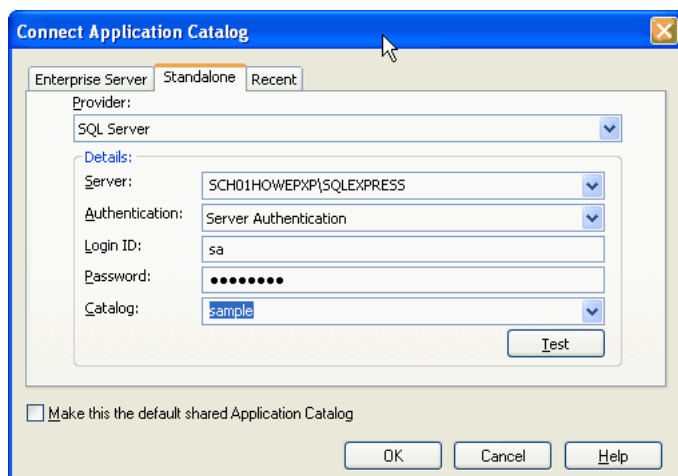 Connect Application Catalog
Enterprise Server Standalone Recent
Provider:
SQL Server
Details:
Server: SCH01HOWEPXP\SQLEXPRESS
Authentication: Server Authentication
Login ID: sa
Password: ●●●●●●●●
Catalog: sample
Test
Make this the default shared Application Catalog
OK Cancel Help